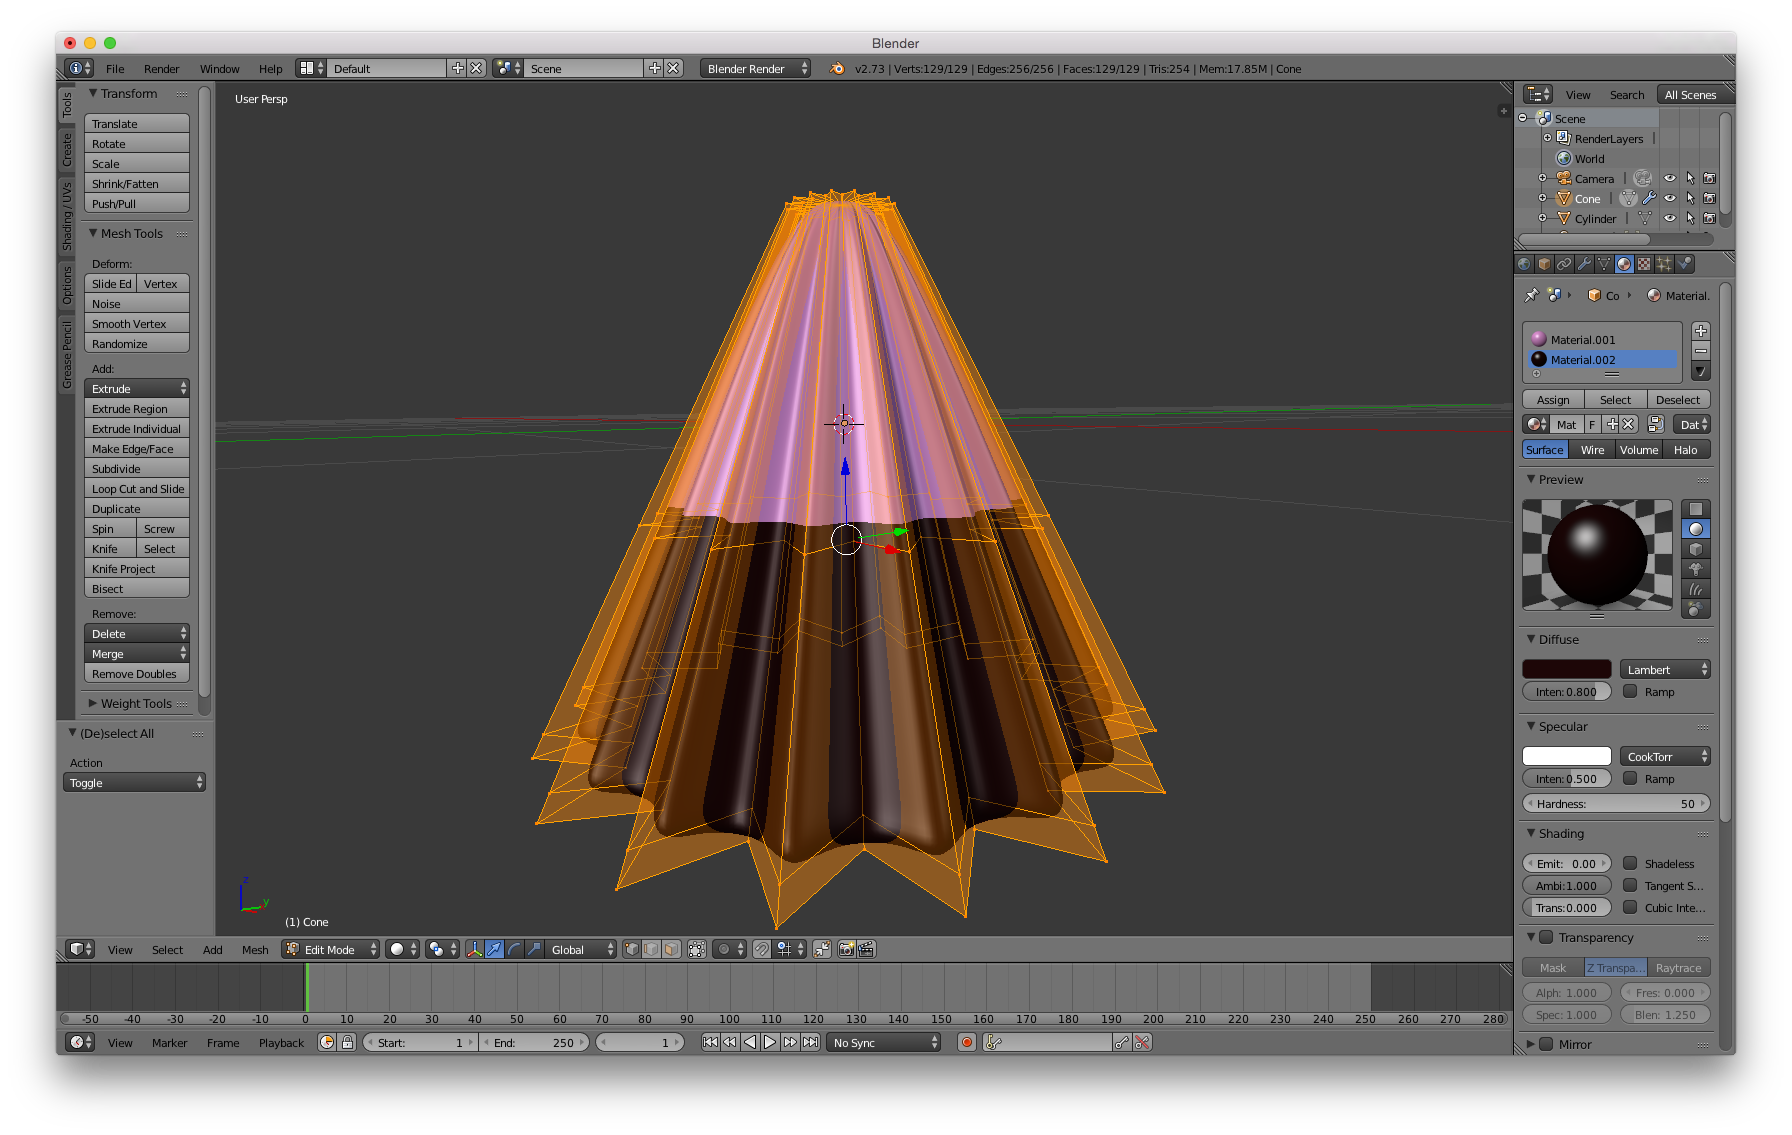 Blender
File Render Window Help Default Scene Blender Render v2.73 | Verts:129/129 | Edges:256/256 | Faces:129/129 | Tris:254 | Mem:17.85M | Cone
Tools
Create
Shading / UVs
Options
Grease Pencil
Transform
Translate
Rotate
Scale
Shrink/Fatten
Push/Pull
Mesh Tools
Deform:
Slide Ed Vertex
Noise
Smooth Vertex
Randomize
Add:
Extrude
Extrude Region
Extrude Individual
Make Edge/Face
Subdivide
Loop Cut and Slide
Duplicate
Spin Screw
Knife Select
Knife Project
Bisect
Remove:
Delete
Merge
Remove Doubles
Weight Tools
(De)select All
Action
Toggle
User Persp
z
y
(1) Cone
View Select Add Mesh Edit Mode Global
View Search All Scenes
Scene
RenderLayers |
World
Camera |
Cone |
Cylinder |
Co Material.
Material.001
Material.002
Assign Select Deselect
Mat F Dat
Surface Wire Volume Halo
Preview
Diffuse
Lambert
Inten: 0.800 Ramp
Specular
CookTorr
Inten: 0.500 Ramp
Hardness: 50
Shading
Emit: 0.00 Shadeless
Ambi: 1.000 Tangent S...
Trans: 0.000 Cubic Inte...
Transparency
Mask Z Transpa... Raytrace
Alph: 1.000 Fres: 0.000
Spec: 1.000 Blen: 1.250
Mirror
-50 -40 -30 -20 -10 0 10 20 30 40 50 60 70 80 90 100 110 120 130 140 150 160 170 180 190 200 210 220 230 240 250 260 270 280
View Marker Frame Playback Start: 1 End: 250 1 No Sync